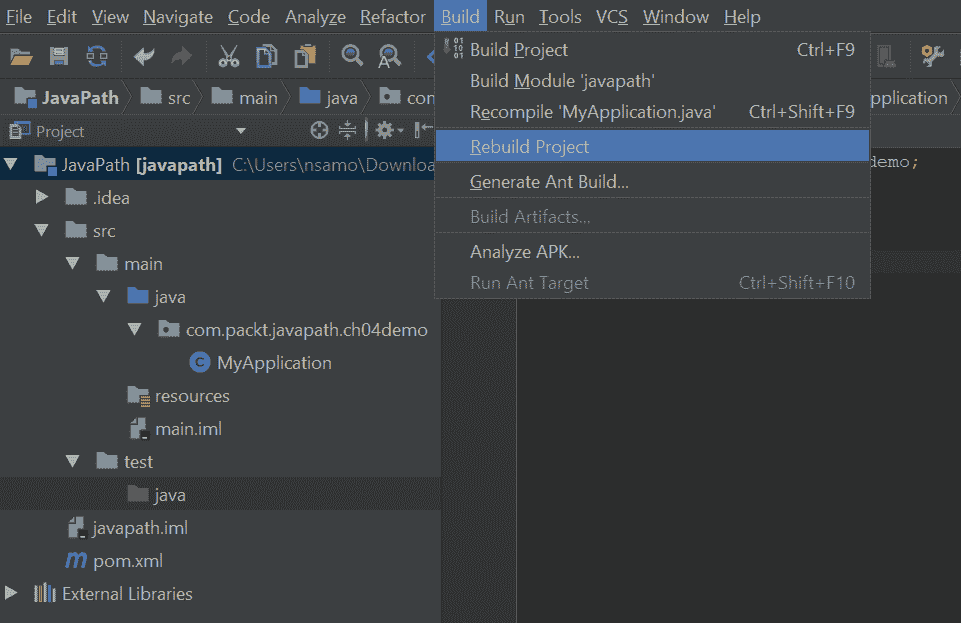 File Edit View Navigate Code Analyze Refactor Build Run Tools VCS Window Help
Build Project Ctrl+F9
Build Module 'javapath'
Recompile 'MyApplication.java' Ctrl+Shift+F9
Rebuild Project
Generate Ant Build...
Build Artifacts...
Analyze APK...
Run Ant Target Ctrl+Shift+F10
JavaPath src main java com
pplication
Project
demo;
JavaPath [javapath] C:\Users\nsamo\Downloa
.idea
src
main
java
com.packt.javapath.ch04demo
MyApplication
resources
main.iml
test
java
javapath.iml
pom.xml
External Libraries